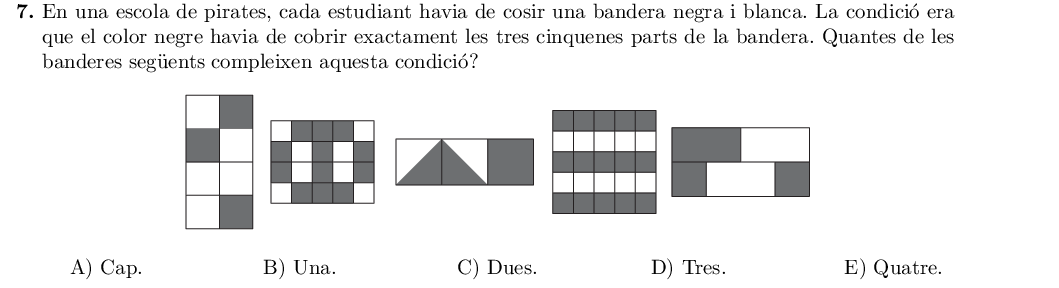 7. En una escola de pirates, cada estudiant havia de cosir una bandera negra i blanca. La condició era
que el color negre havia de cobrir exactament les tres cinquenes parts de la bandera. Quantes de les
banderes següents compleixen aquesta condició?
A) Cap. B) Una. C) Dues. D) Tres. E) Quatre.